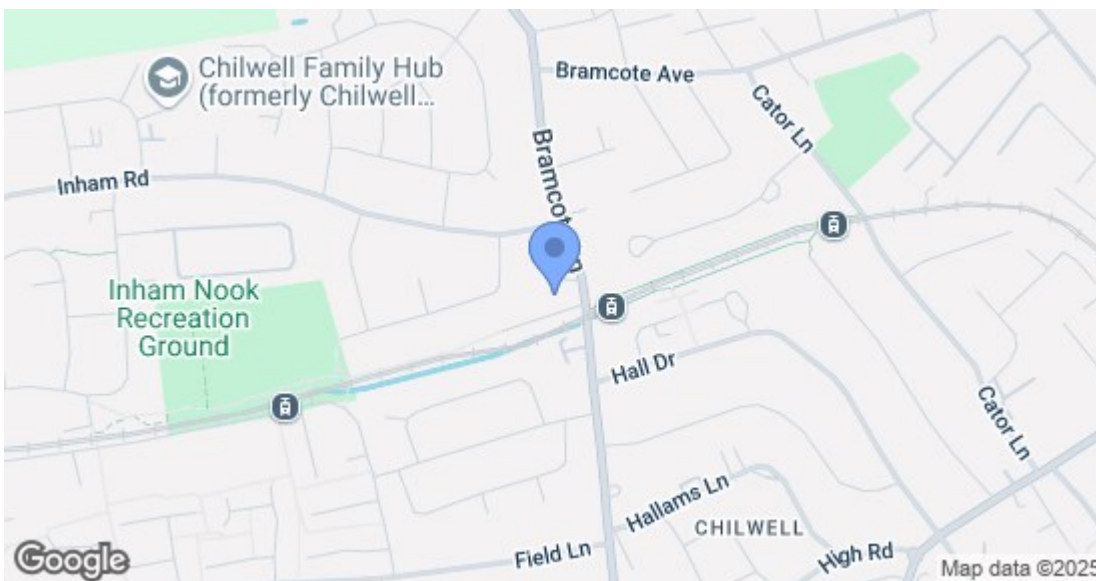 Chilwell Family Hub
(formerly Chilwell...
Bramcote Ave
Cator Ln
Inham Rd
Inham Nook
Recreation
Ground
Hall Dr
Cator Ln
Hallams Ln
CHILWELL
Field Ln
High Rd
Google
Map data ©2025